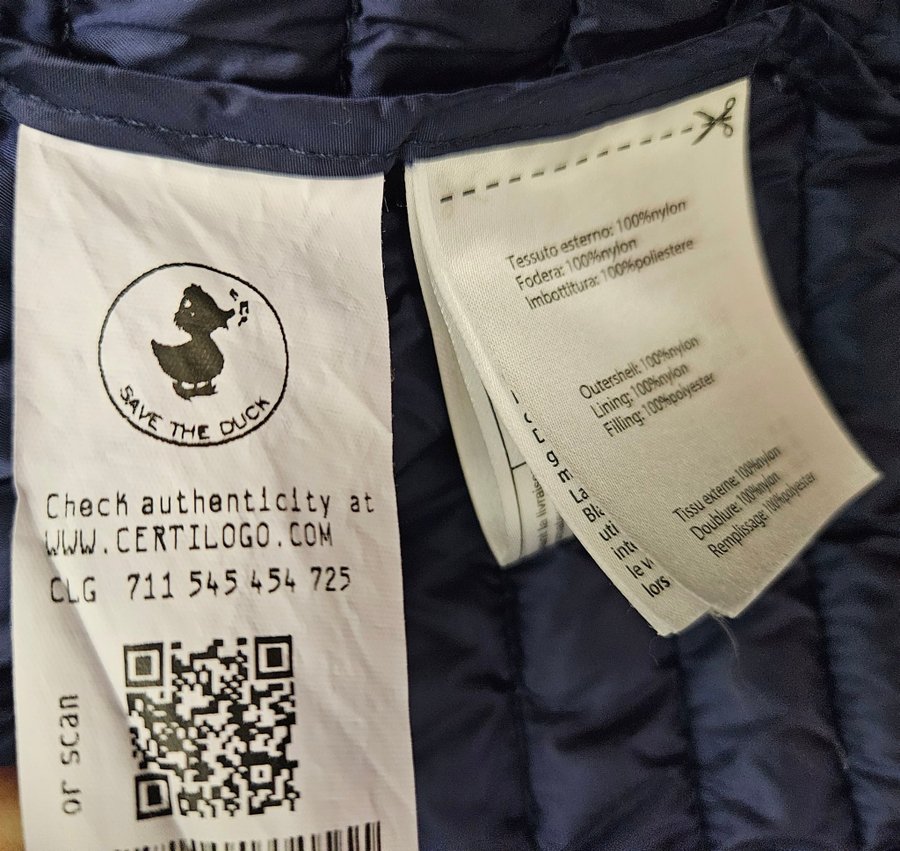 SAVE THE DUCK
Check authenticity at
WWW.CERTILOGO.COM
CLG 711 545 454 725
or scan
Tessuto esterno: 100%nylon
Fodera: 100%nylon
Imbottitura: 100%poliestere
Outershell: 100%nylon
Lining: 100%nylon
Filling: 100%polyester
Tissu externe: 100%nylon
Doublure: 100%nylon
Remplissage: 100%polyester
le
lors